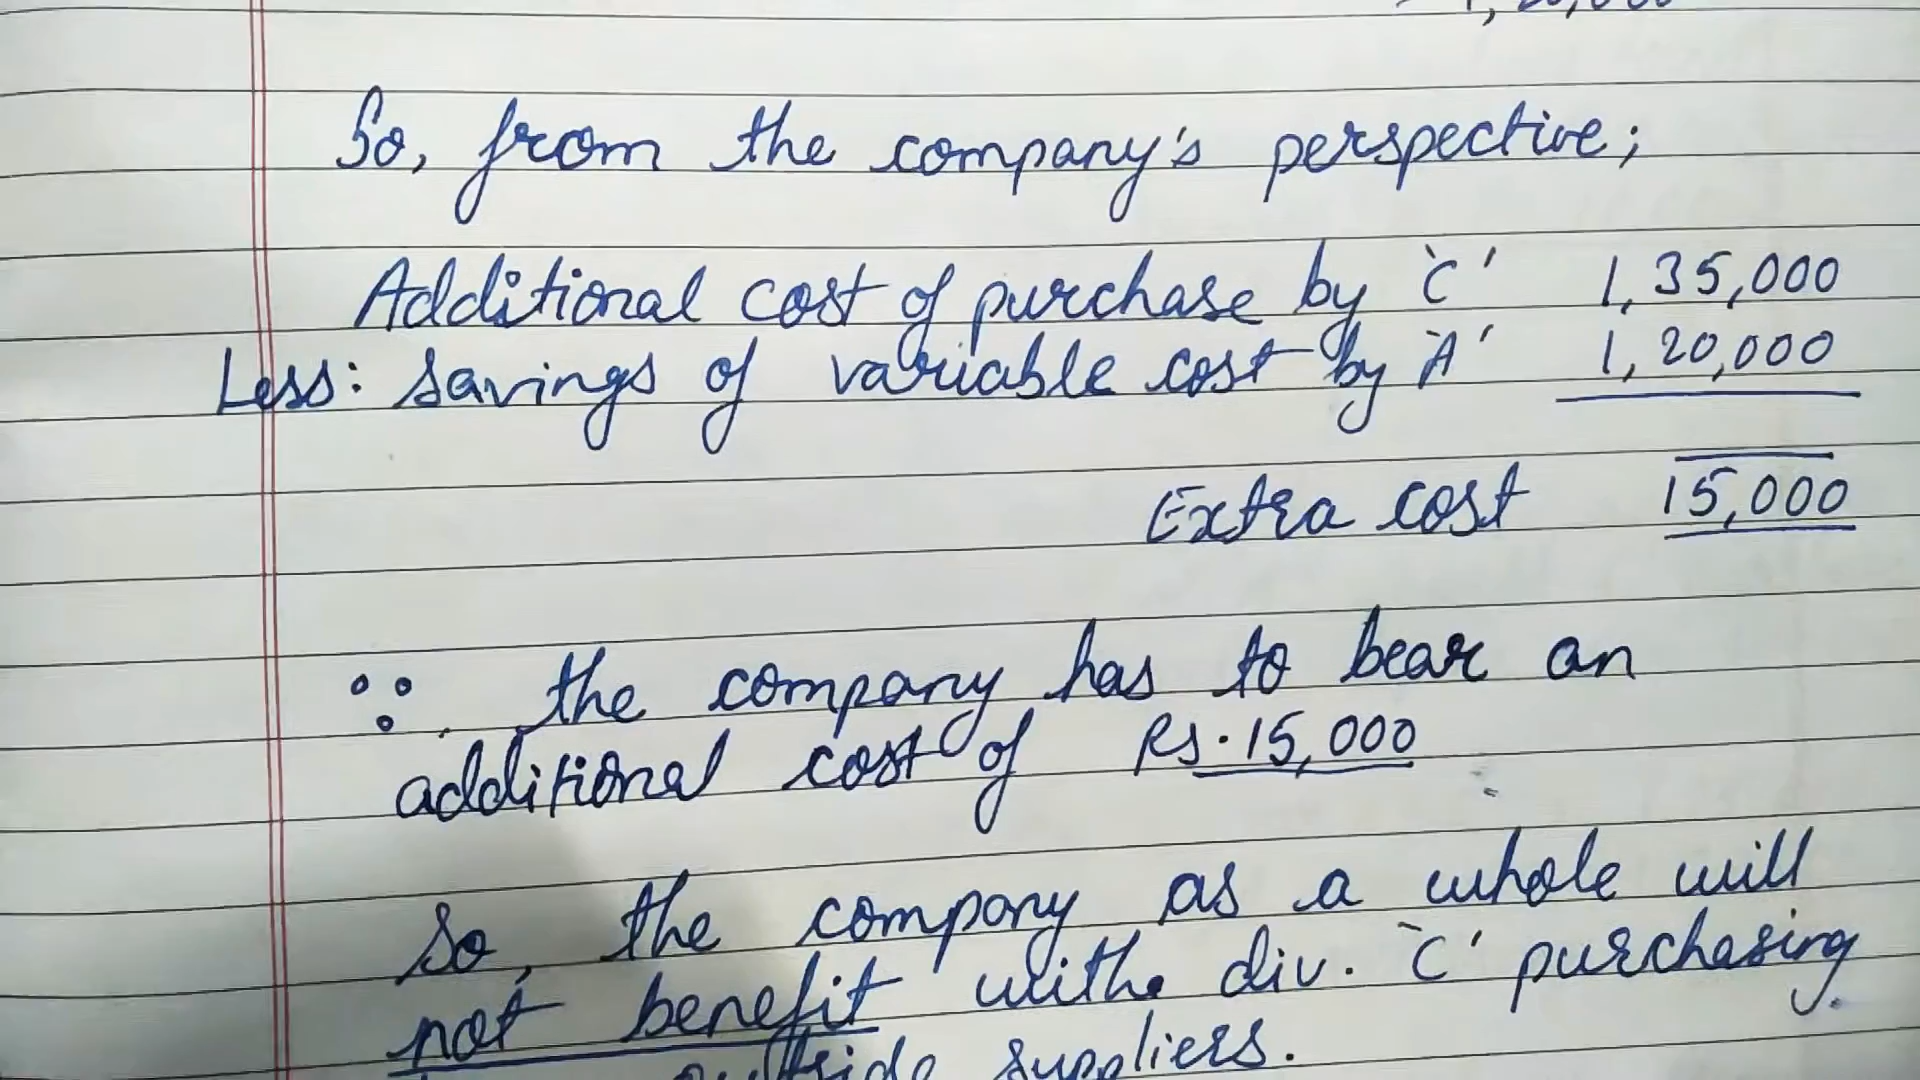 So, from the company's perspective;
Additional cost of purchase by 'C' 1,35,000
Less: Savings of variable cost by 'A' 1,20,000
Extra cost 15,000
∴ the company has to bear an
additional cost of Rs. 15,000
So, the company as a whole will
not benefit withe div. 'C' purchasing
outside suppliers.